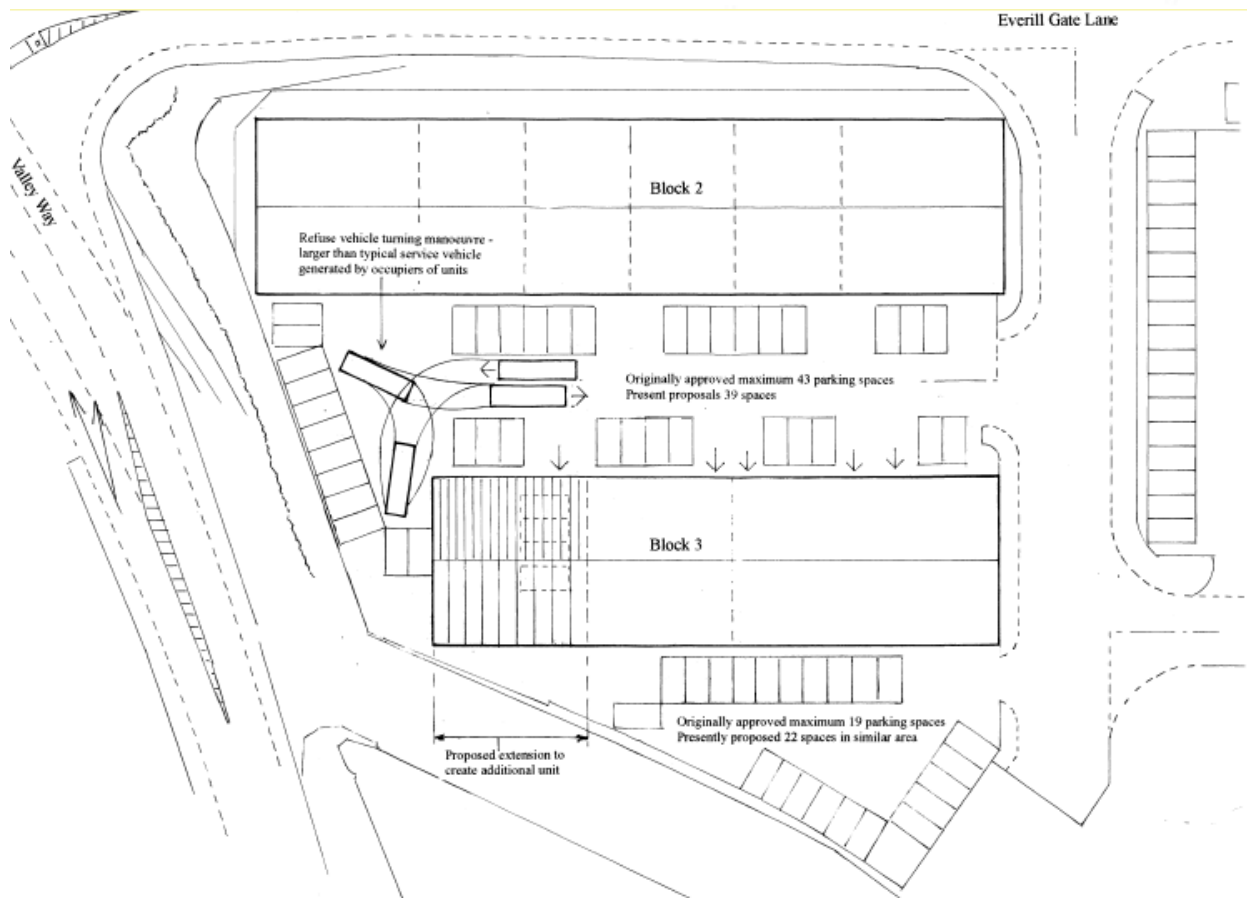 Everill Gate Lane
Valley Way
Block 2
Refuse vehicle turning manoeuvre -
larger than typical service vehicle
generated by occupiers of units
Originally approved maximum 43 parking spaces
Present proposals 39 spaces
Block 3
Originally approved maximum 19 parking spaces
Presently proposed 22 spaces in similar area
Proposed extension to
create additional unit